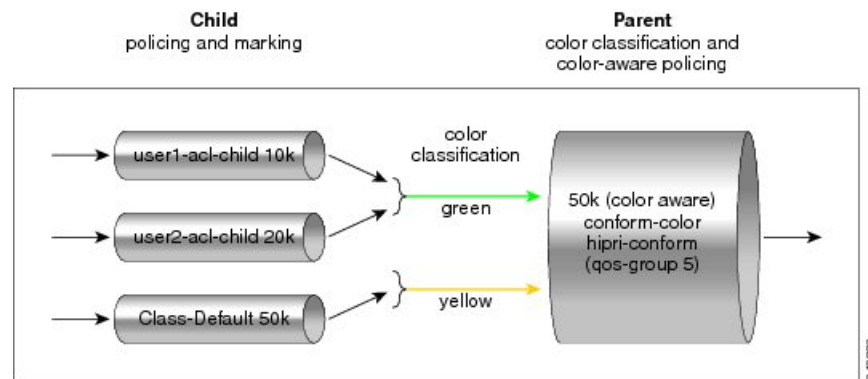 Child
policing and marking
Parent
color classification and
color-aware policing
user1-acl-child 10k
user2-acl-child 20k
Class-Default 50k
color
classification
green
yellow
50k (color aware)
conform-color
hipri-conform
(qos-group 5)